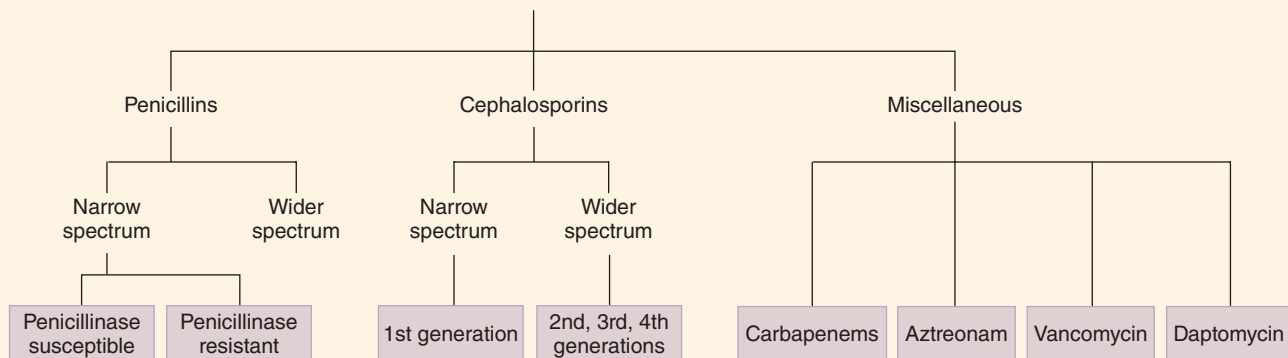 Penicillins
Cephalosporins
Miscellaneous
Narrow
spectrum
Wider
spectrum
Narrow
spectrum
Wider
spectrum
Penicillinase
susceptible
Penicillinase
resistant
1st generation
2nd, 3rd, 4th
generations
Carbapenems
Aztreonam
Vancomycin
Daptomycin